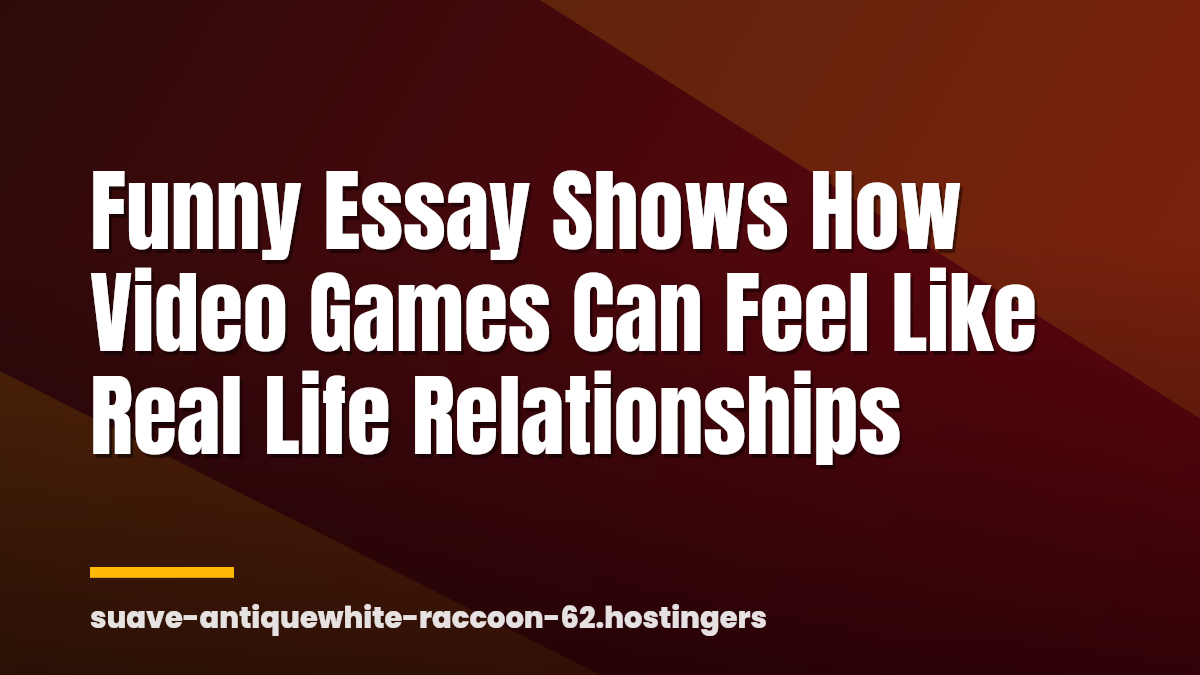 Funny Essay Shows How
Video Games Can Feel Like
Real Life Relationships
suave-antiquewhite-raccoon-62.hostingers